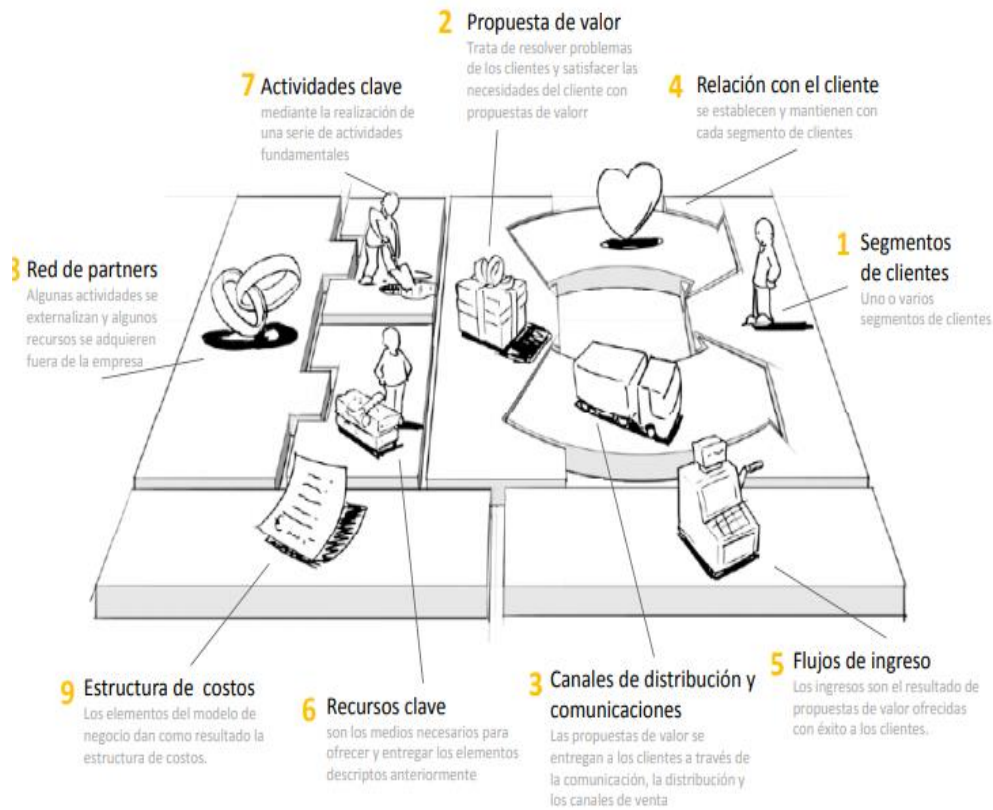 2 Propuesta de valor
Trata de resolver problemas
de los clientes y satisfacer las
necesidades del cliente con
propuestas de valorr
7 Actividades clave
mediante la realización de
una serie de actividades
fundamentales
4 Relación con el cliente
se establecen y mantienen con
cada segmento de clientes
1 Segmentos
de clientes
Uno o varios
segmentos de clientes
8 Red de partners
Algunas actividades se
externalizan y algunos
recursos se adquieren
fuera de la empresa
9 Estructura de costos
Los elementos del modelo de
negocio dan como resultado la
estructura de costos.
6 Recursos clave
son los medios necesarios para
ofrecer y entregar los elementos
descriptos anteriormente
3 Canales de distribución y
comunicaciones
Las propuestas de valor se
entregan a los clientes a través de
la comunicación, la distribución y
los canales de venta
5 Flujos de ingreso
Los ingresos son el resultado de
propuestas de valor ofrecidas
con éxito a los clientes.